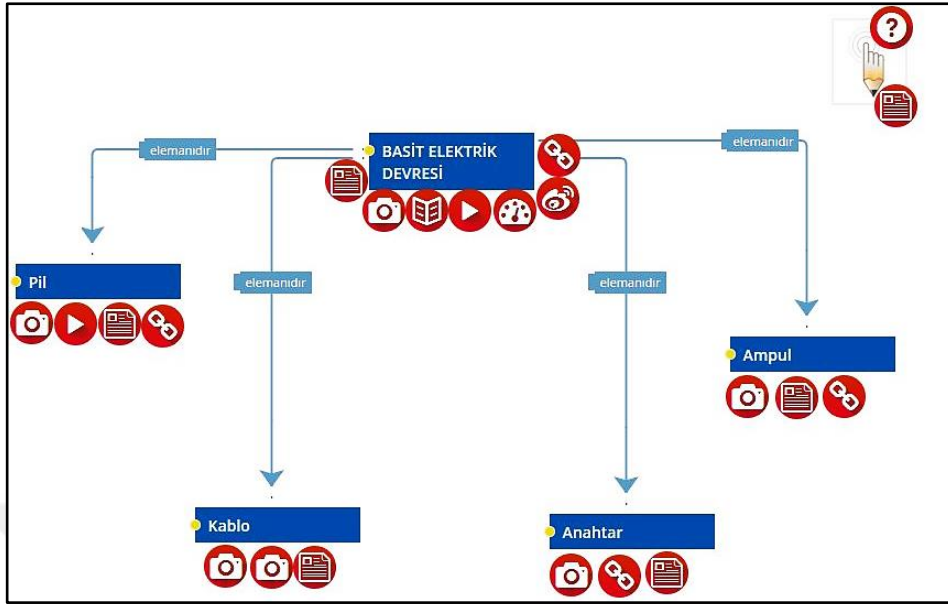 ?
elemanıdır
BASİT ELEKTRİK
DEVRESİ
elemanıdır
Pil
elemanıdır
elemanıdır
Ampul
Kablo
Anahtar